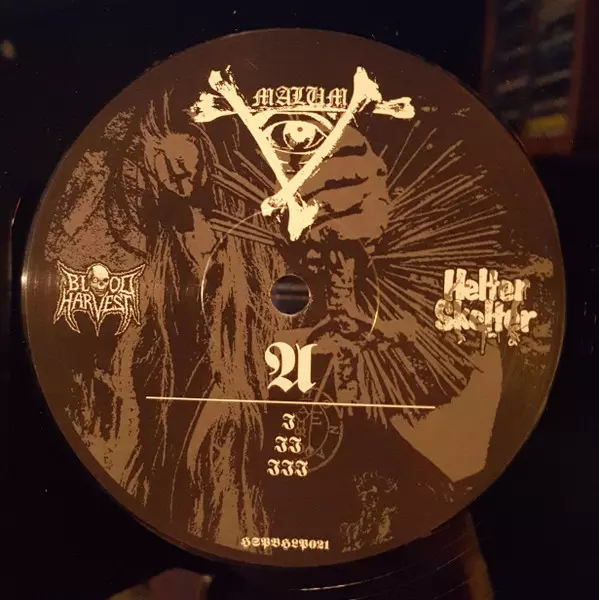 MALUM
BLOOD
HARVEST
Helter
Skelter
A
I
II
III
HSPBHLP021